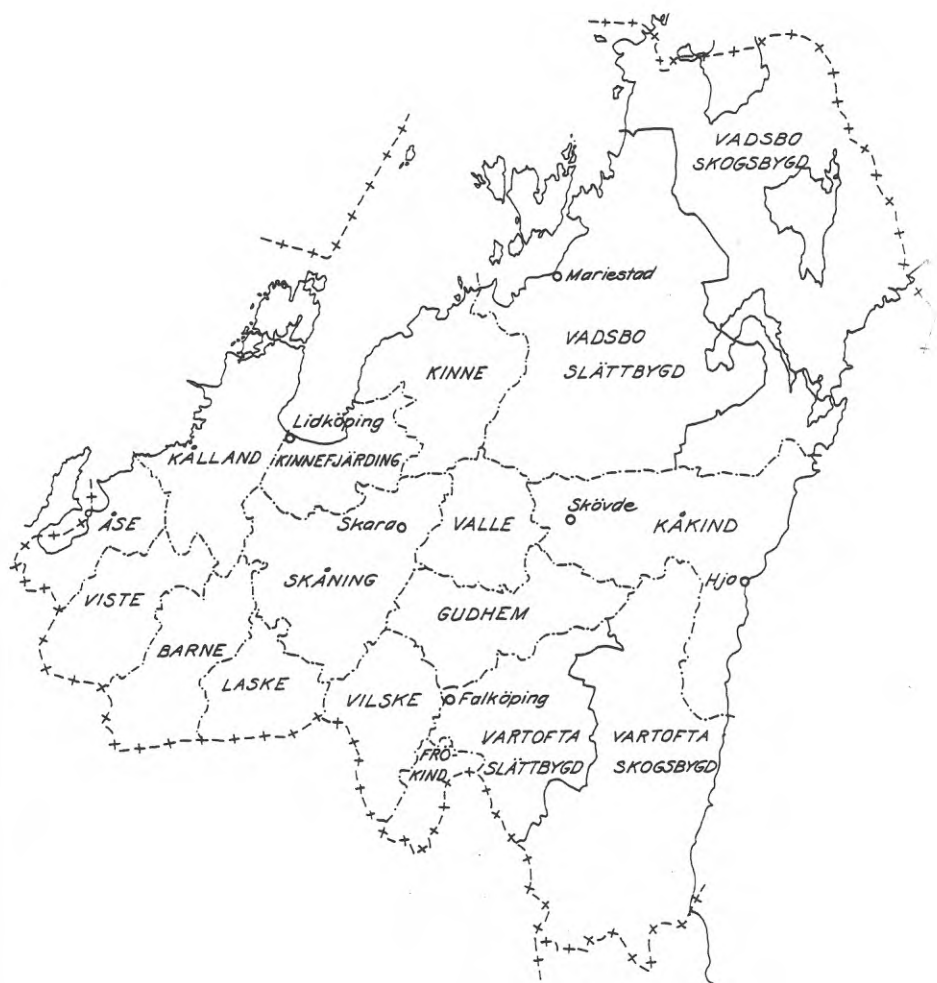 VADSBO
SKOGSBYGD
Mariestad
VADSBO
SLÄTTBYGD
KINNE
Lidköping
KÅLLAND
KINNEFJÄRDING
ÅSE
Skara
VALLE
Skövde
KÅKIND
SKÅNING
Hjo
VISTE
GUDHEM
BARNE
LASKE
VILSKE
Falköping
FRÖ-
KIND
VARTOFTA
SLÄTTBYGD
VARTOFTA
SKOGSBYGD